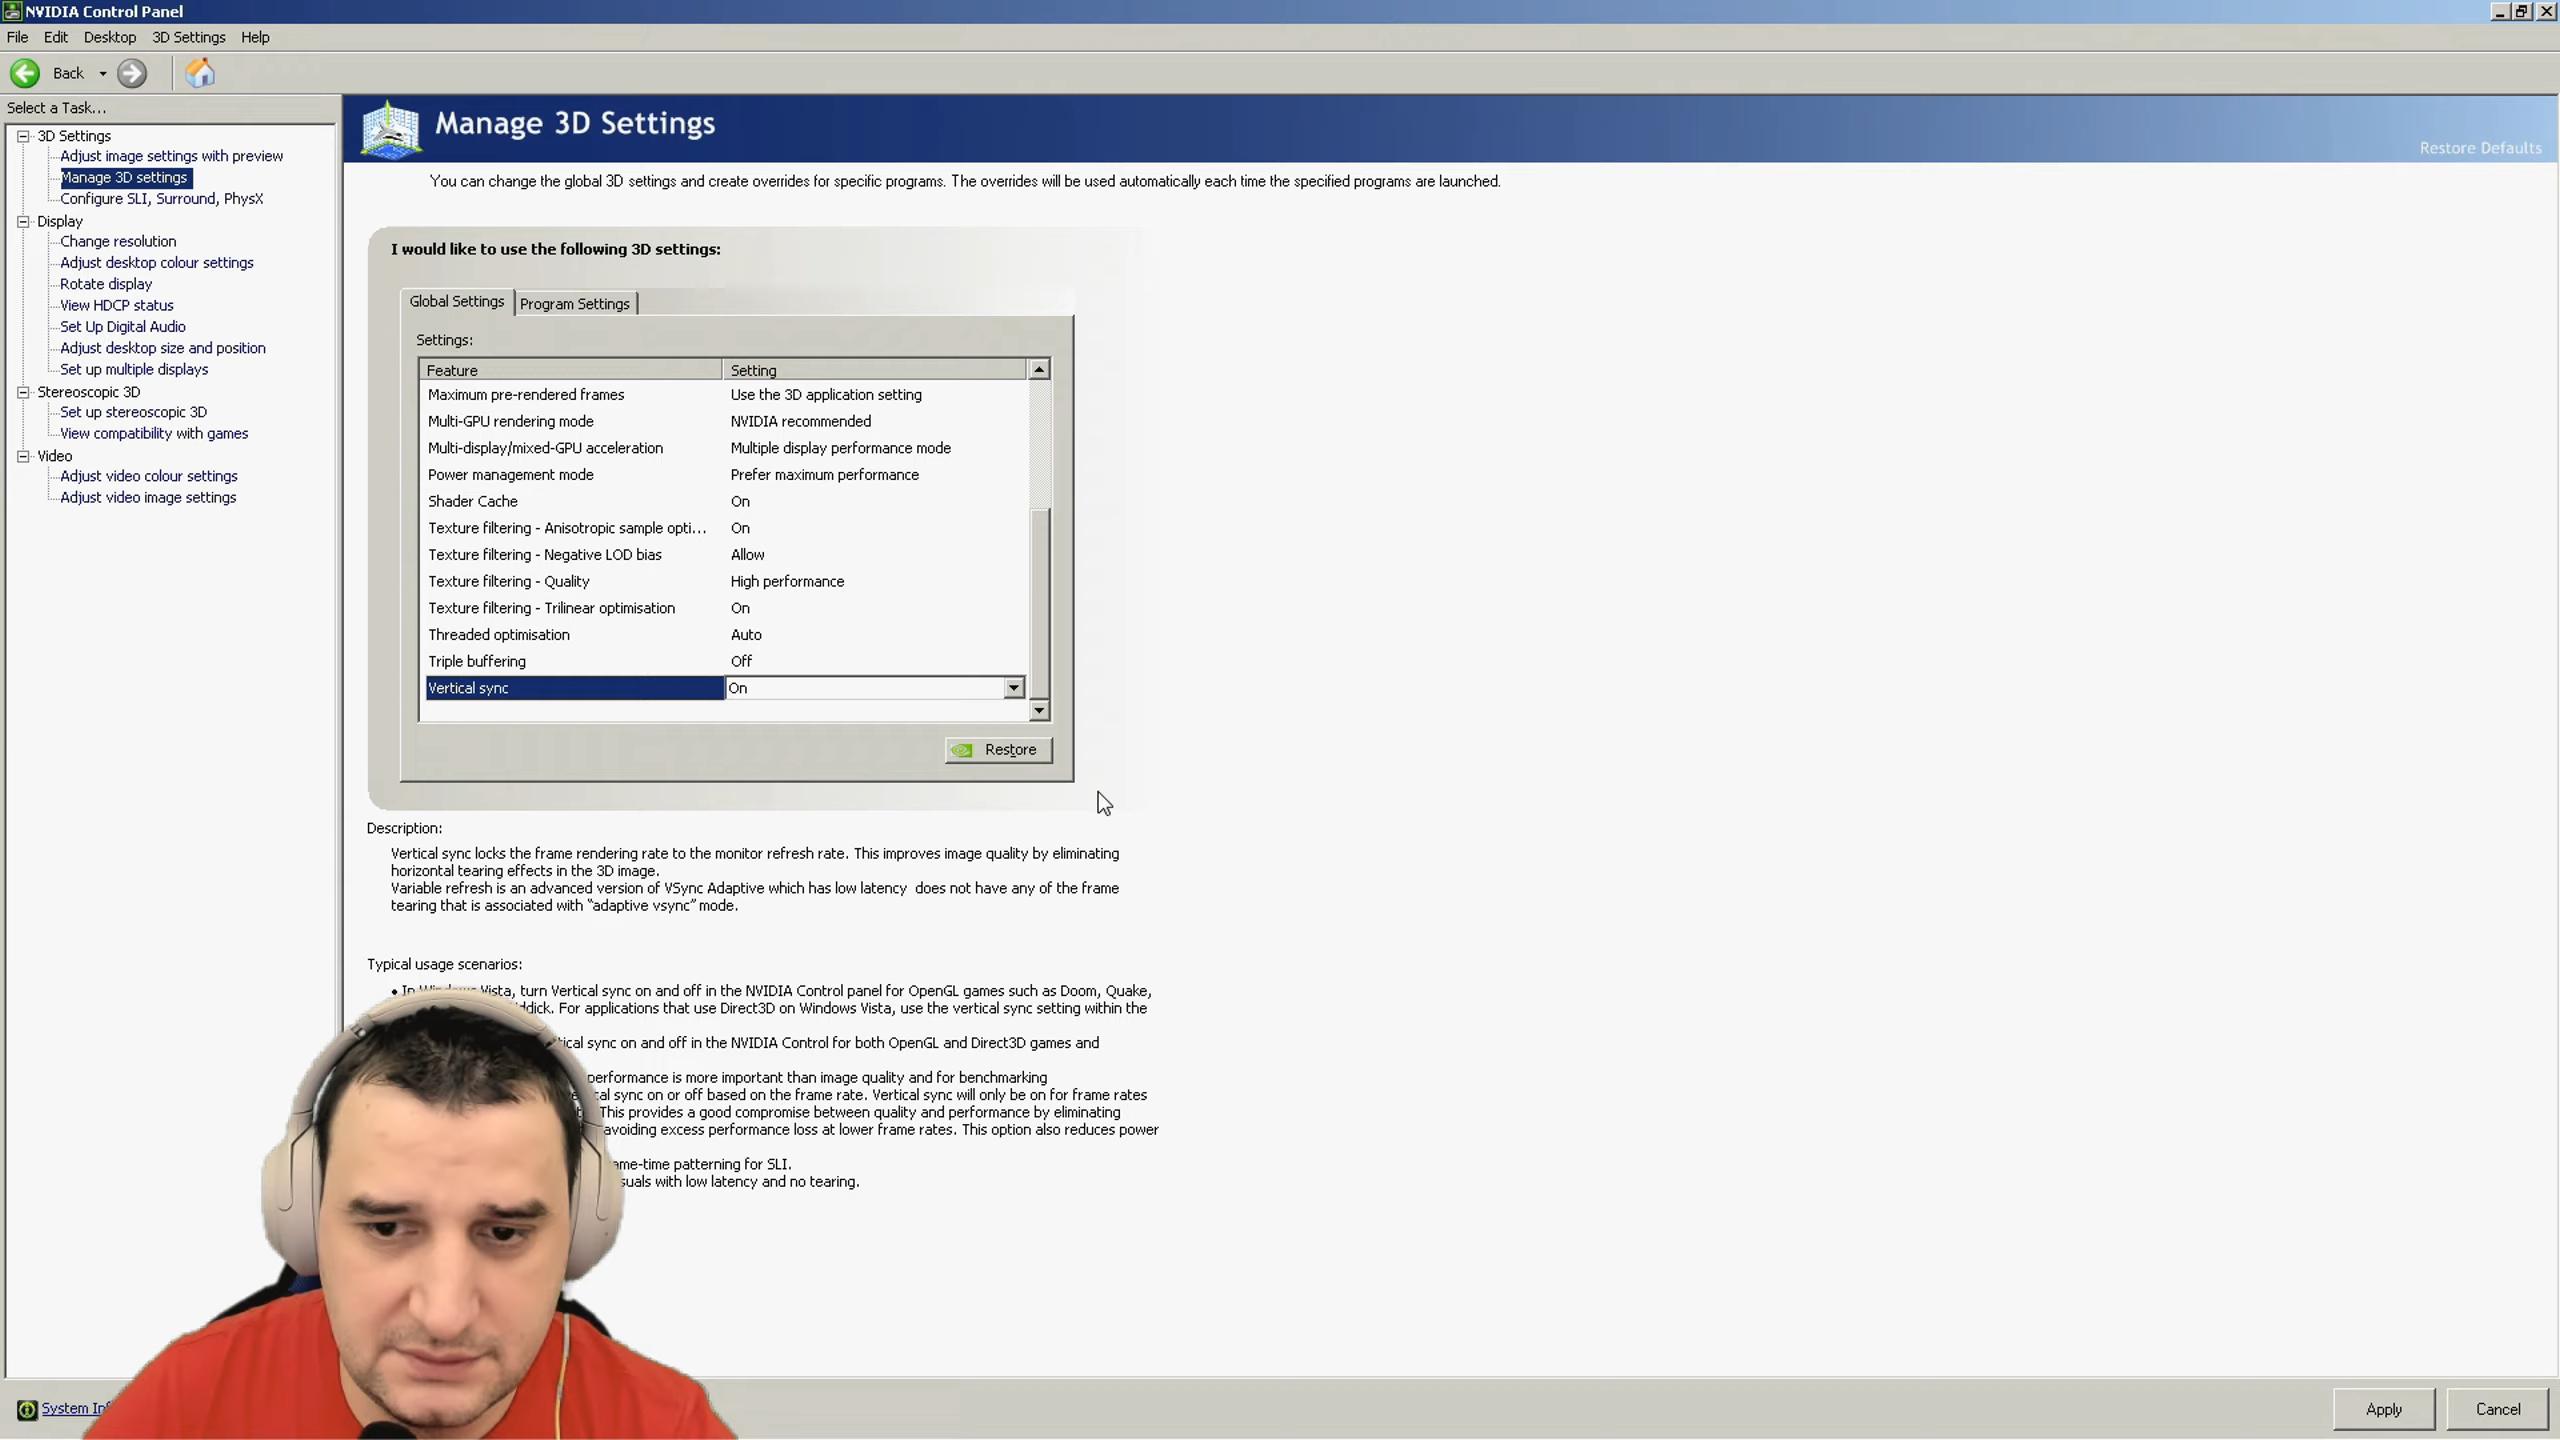 NVIDIA Control Panel
File Edit Desktop 3D Settings Help
Back
Select a Task...
3D Settings
Adjust image settings with preview
Manage 3D settings
Configure SLI, Surround, PhysX
Display
Change resolution
Adjust desktop colour settings
Rotate display
View HDCP status
Set Up Digital Audio
Adjust desktop size and position
Set up multiple displays
Stereoscopic 3D
Set up stereoscopic 3D
View compatibility with games
Video
Adjust video colour settings
Adjust video image settings
Manage 3D Settings
Restore Defaults
You can change the global 3D settings and create overrides for specific programs. The overrides will be used automatically each time the specified programs are launched.
I would like to use the following 3D settings:
Global Settings Program Settings
Settings:
Feature Setting
Maximum pre-rendered frames Use the 3D application setting
Multi-GPU rendering mode NVIDIA recommended
Multi-display/mixed-GPU acceleration Multiple display performance mode
Power management mode Prefer maximum performance
Shader Cache On
Texture filtering - Anisotropic sample opti... On
Texture filtering - Negative LOD bias Allow
Texture filtering - Quality High performance
Texture filtering - Trilinear optimisation On
Threaded optimisation Auto
Triple buffering Off
Vertical sync On
Restore
Description:
Vertical sync locks the frame rendering rate to the monitor refresh rate. This improves image quality by eliminating
horizontal tearing effects in the 3D image.
Variable refresh is an advanced version of VSync Adaptive which has low latency does not have any of the frame
tearing that is associated with "adaptive vsync" mode.
Typical usage scenarios:
• In Vista, turn Vertical sync on and off in the NVIDIA Control panel for OpenGL games such as Doom, Quake,
For applications that use Direct3D on Windows Vista, use the vertical sync setting within the
sync on and off in the NVIDIA Control for both OpenGL and Direct3D games and
performance is more important than image quality and for benchmarking
sync on or off based on the frame rate. Vertical sync will only be on for frame rates
This provides a good compromise between quality and performance by eliminating
avoiding excess performance loss at lower frame rates. This option also reduces power
patterning for SLI.
with low latency and no tearing.
System
Apply Cancel